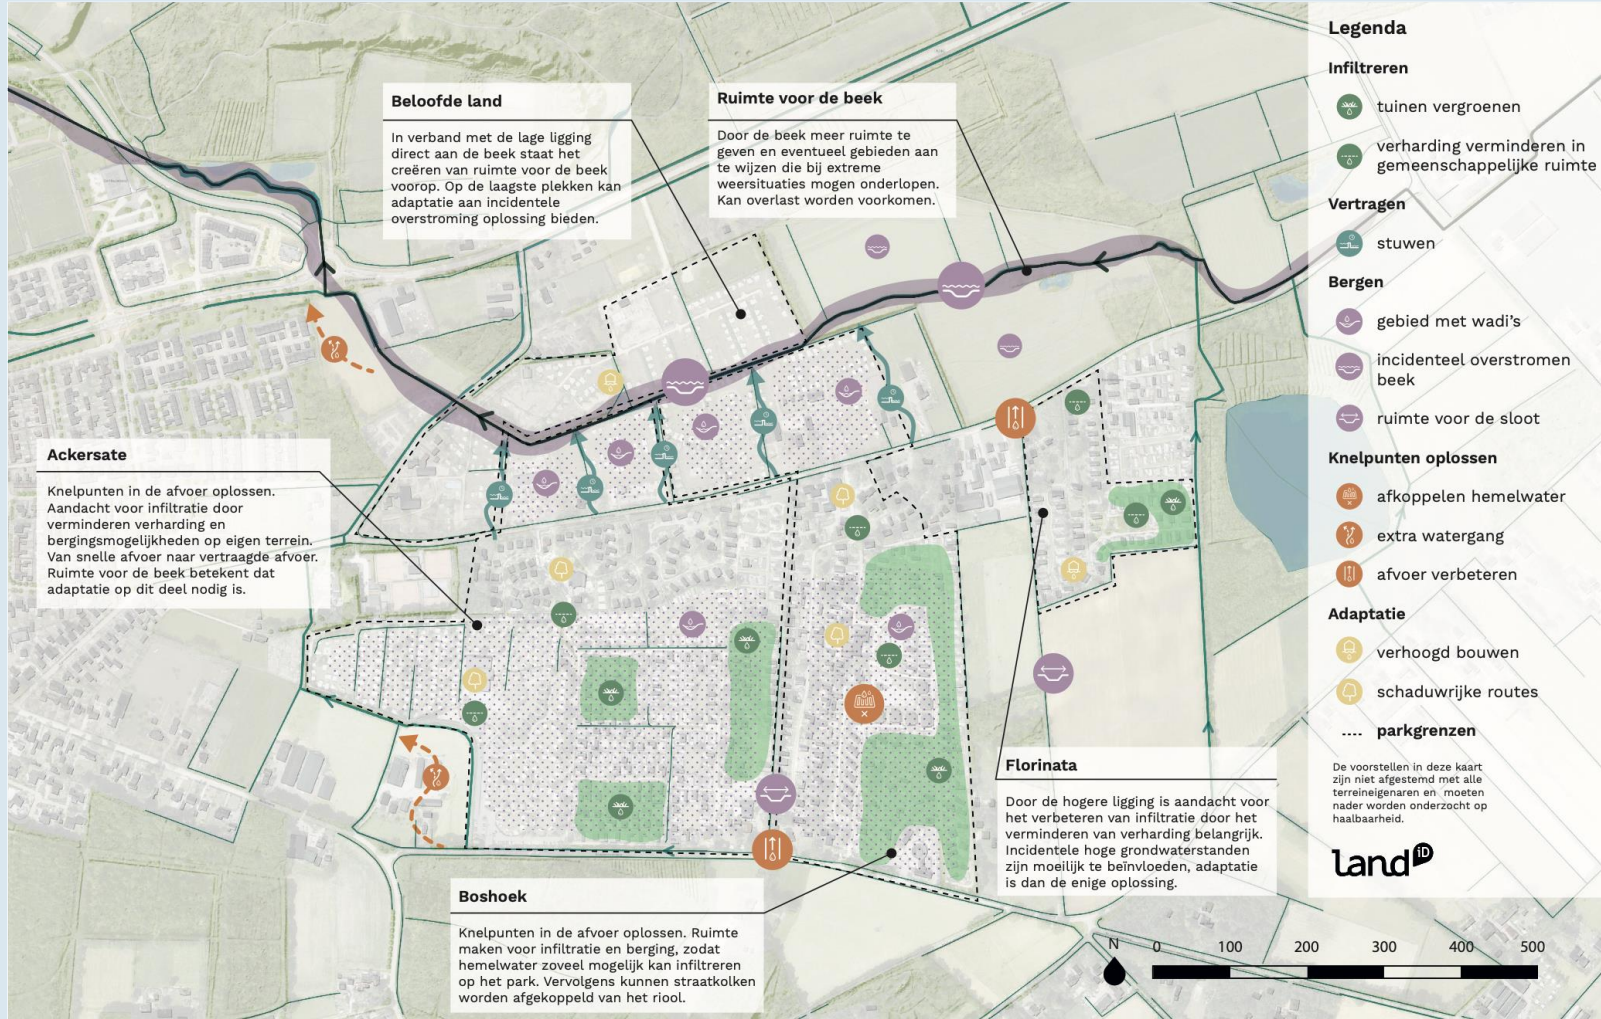 Beloofde land
In verband met de lage ligging
direct aan de beek staat het
creëren van ruimte voor de beek
voorop. Op de laagste plekken kan
adaptatie aan incidentele
overstroming oplossing bieden.
Ruimte voor de beek
Door de beek meer ruimte te
geven en eventueel gebieden aan
te wijzen die bij extreme
weersituaties mogen onderlopen.
Kan overlast worden voorkomen.
Ackersate
Knelpunten in de afvoer oplossen.
Aandacht voor infiltratie door
verminderen verharding en
bergingsmogelijkheden op eigen terrein.
Van snelle afvoer naar vertraagde afvoer.
Ruimte voor de beek betekent dat
adaptatie op dit deel nodig is.
Boshoek
Knelpunten in de afvoer oplossen. Ruimte
maken voor infiltratie en berging, zodat
hemelwater zoveel mogelijk kan infiltreren
op het park. Vervolgens kunnen straatkolken
worden afgekoppeld van het riool.
Florinata
Door de hogere ligging is aandacht voor
het verbeteren van infiltratie door het
verminderen van verharding belangrijk.
Incidentele hoge grondwaterstanden
zijn moeilijk te beïnvloeden, adaptatie
is dan de enige oplossing.
Legenda
Infiltreren
tuinen vergroenen
verharding verminderen in
gemeenschappelijke ruimte
Vertragen
stuwen
Bergen
gebied met wadi's
incidenteel overstromen
beek
ruimte voor de sloot
Knelpunten oplossen
afkoppelen hemelwater
extra watergang
afvoer verbeteren
Adaptatie
verhoogd bouwen
schaduwrijke routes
parkgrenzen
De voorstellen in deze kaart
zijn niet afgestemd met alle
terreineigenaren en moeten
nader worden onderzocht op
haalbaarheid.
land iD
N 0 100 200 300 400 500